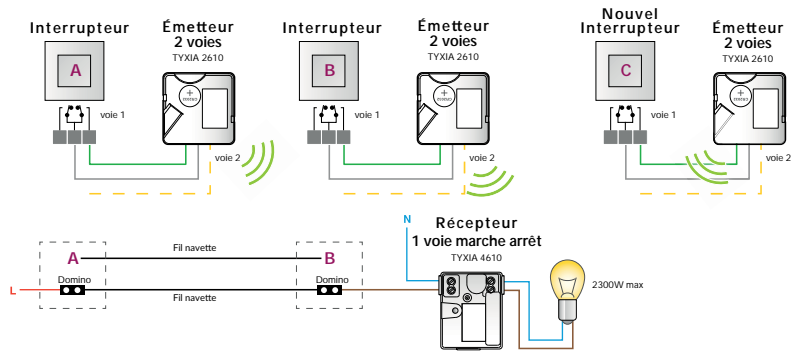 Interrupteur
Émetteur
2 voies
TYXIA 2610
A
voie 1
voie 2
Interrupteur
Émetteur
2 voies
TYXIA 2610
B
voie 1
voie 2
Nouvel
Interrupteur
Émetteur
2 voies
TYXIA 2610
C
voie 1
voie 2
A
Fil navette
B
Domino
Domino
L
Fil navette
N
Récepteur
1 voie marche arrêt
TYXIA 4610
2300W max